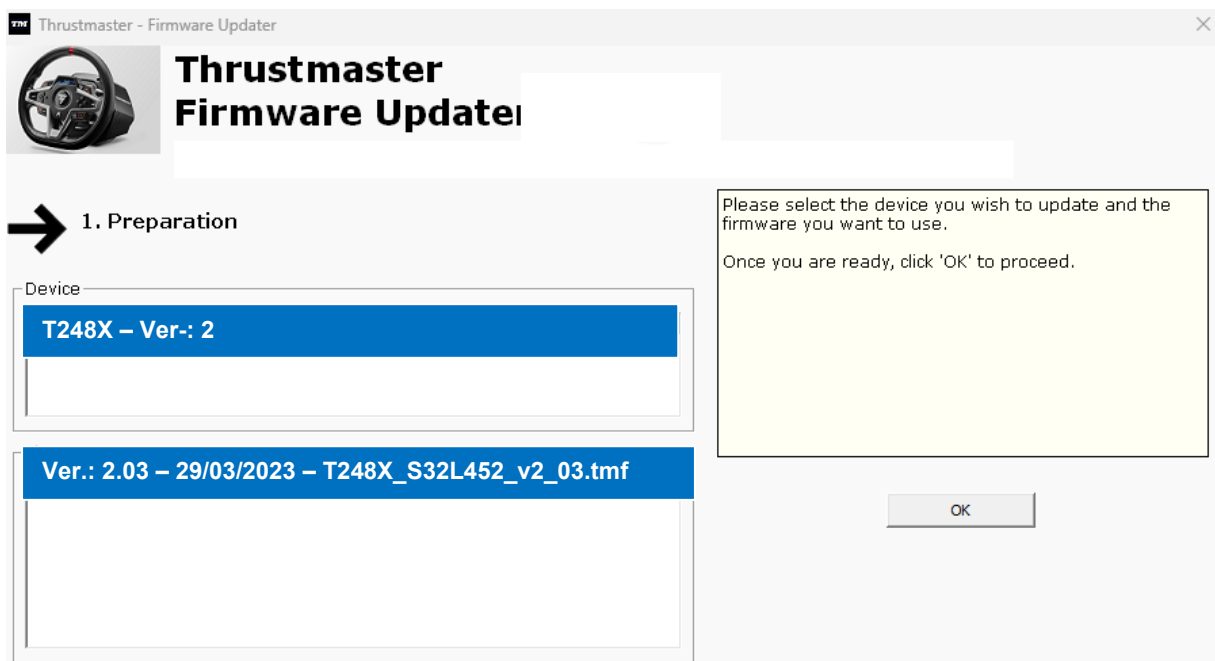 Thrustmaster - Firmware Updater
Thrustmaster
Firmware Updater
1. Preparation
Device
T248X – Ver-: 2
Ver.: 2.03 – 29/03/2023 – T248X_S32L452_v2_03.tmf
Please select the device you wish to update and the
firmware you want to use.
Once you are ready, click 'OK' to proceed.
OK